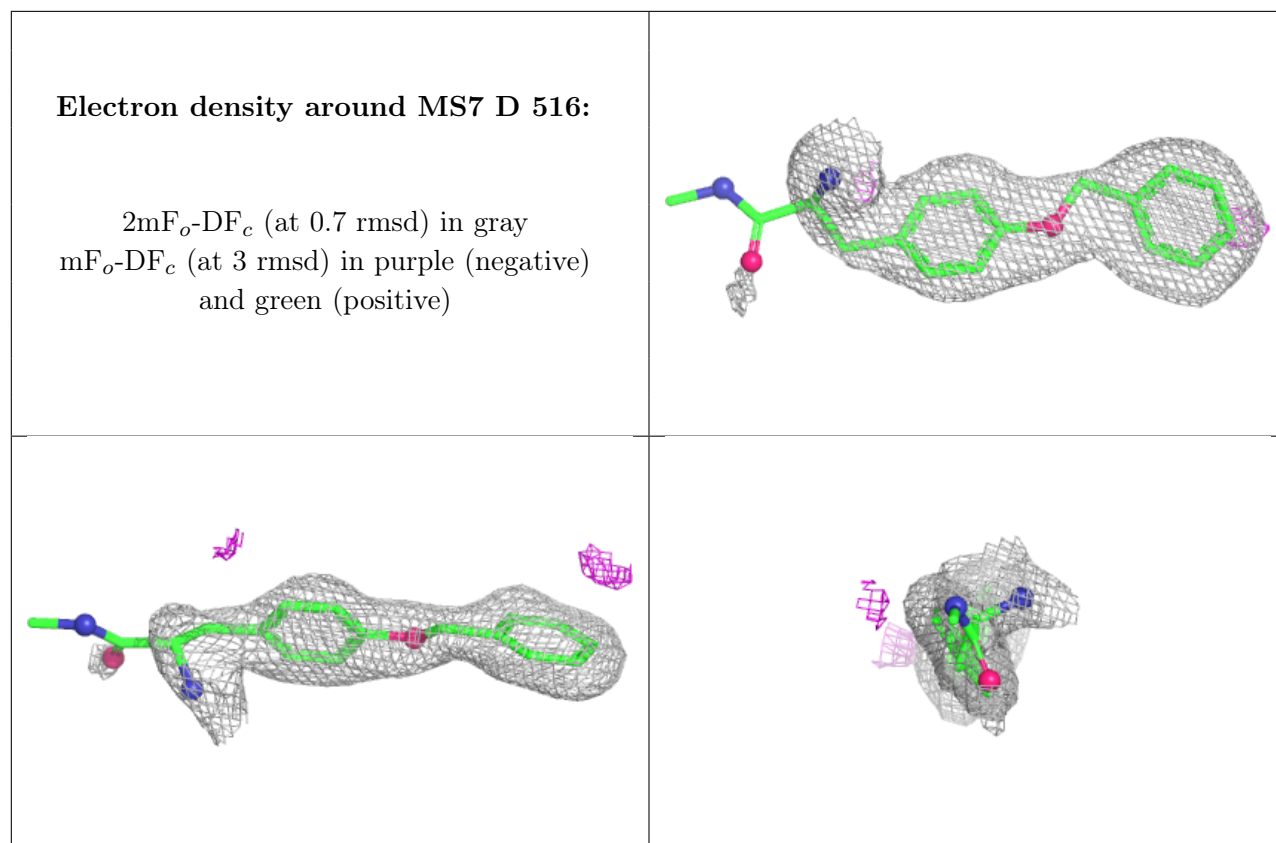 Electron density around MS7 D 516:
2mFo-DFc (at 0.7 rmsd) in gray
mFo-DFc (at 3 rmsd) in purple (negative)
and green (positive)